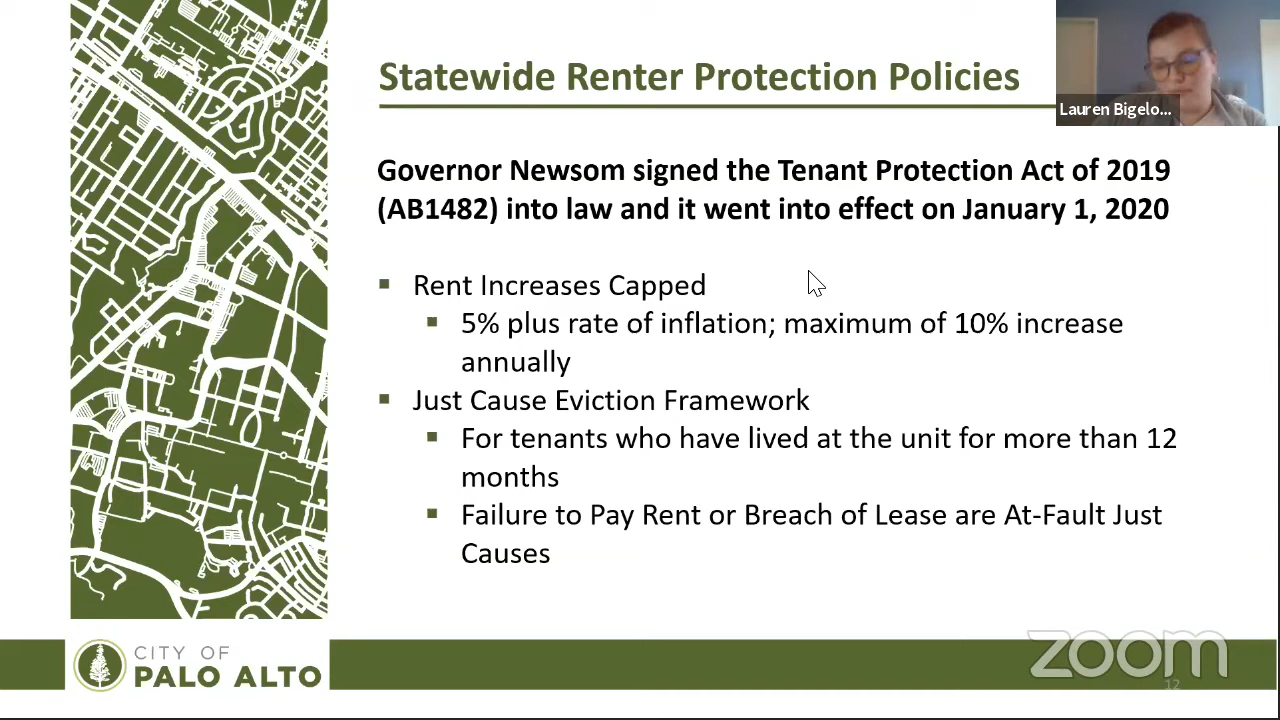 Statewide Renter Protection Policies
Lauren Bigelo...
Governor Newsom signed the Tenant Protection Act of 2019
(AB1482) into law and it went into effect on January 1, 2020
▪ Rent Increases Capped
▪ 5% plus rate of inflation; maximum of 10% increase
annually
▪ Just Cause Eviction Framework
▪ For tenants who have lived at the unit for more than 12
months
▪ Failure to Pay Rent or Breach of Lease are At-Fault Just
Causes
CITY OF
PALO ALTO
zoom
12